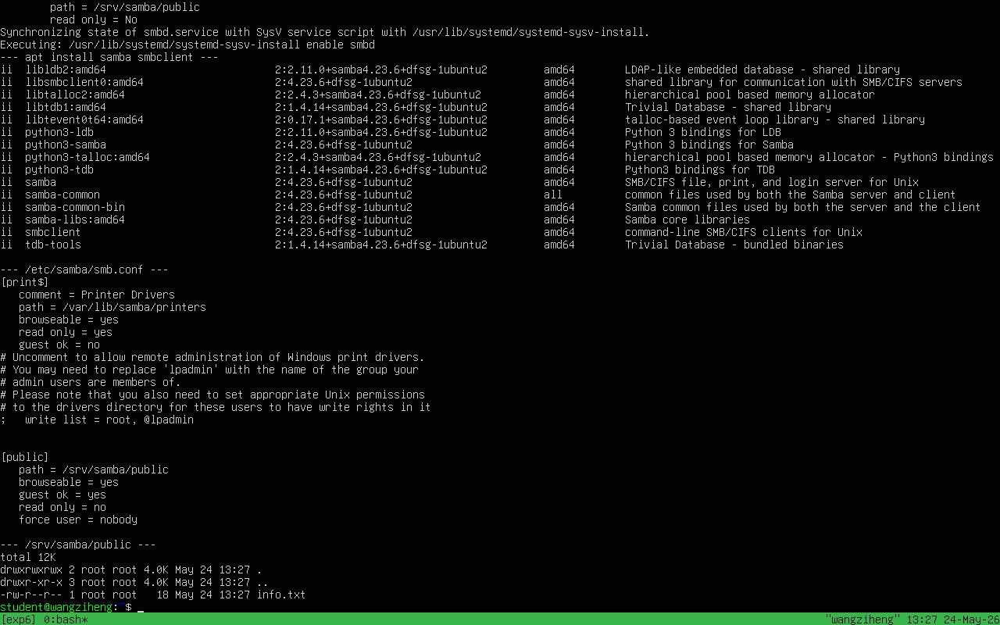 path = /srv/samba/public
        read only = No
Synchronizing state of smbd.service with SysV service script with /usr/lib/systemd/systemd-sysv-install.
Executing: /usr/lib/systemd/systemd-sysv-install enable smbd
--- apt install samba smbclient ---
ii  libldb2:amd64                           2:2.11.0+samba4.23.6+dfsg-1ubuntu2         amd64        LDAP-like embedded database - shared library
ii  libsmbclient0:amd64                     2:4.23.6+dfsg-1ubuntu2                     amd64        shared library for communication with SMB/CIFS servers
ii  libtalloc2:amd64                        2:2.4.3+samba4.23.6+dfsg-1ubuntu2          amd64        hierarchical pool based memory allocator
ii  libtdb1:amd64                           2:1.4.14+samba4.23.6+dfsg-1ubuntu2         amd64        Trivial Database - shared library
ii  libtevent0t64:amd64                     2:0.17.1+samba4.23.6+dfsg-1ubuntu2         amd64        talloc-based event loop library - shared library
ii  python3-ldb                             2:2.11.0+samba4.23.6+dfsg-1ubuntu2         amd64        Python 3 bindings for LDB
ii  python3-samba                           2:4.23.6+dfsg-1ubuntu2                     amd64        Python 3 bindings for Samba
ii  python3-talloc:amd64                    2:2.4.3+samba4.23.6+dfsg-1ubuntu2          amd64        hierarchical pool based memory allocator - Python3 bindings
ii  python3-tdb                             2:1.4.14+samba4.23.6+dfsg-1ubuntu2         amd64        Python3 bindings for TDB
ii  samba                                   2:4.23.6+dfsg-1ubuntu2                     amd64        SMB/CIFS file, print, and login server for Unix
ii  samba-common                            2:4.23.6+dfsg-1ubuntu2                     all          common files used by both the Samba server and client
ii  samba-common-bin                        2:4.23.6+dfsg-1ubuntu2                     amd64        Samba common files used by both the server and the client
ii  samba-libs:amd64                        2:4.23.6+dfsg-1ubuntu2                     amd64        Samba core libraries
ii  smbclient                               2:4.23.6+dfsg-1ubuntu2                     amd64        command-line SMB/CIFS clients for Unix
ii  tdb-tools                               2:1.4.14+samba4.23.6+dfsg-1ubuntu2         amd64        Trivial Database - bundled binaries

--- /etc/samba/smb.conf ---
[print$]
   comment = Printer Drivers
   path = /var/lib/samba/printers
   browseable = yes
   read only = yes
   guest ok = no
# Uncomment to allow remote administration of Windows print drivers.
# You may need to replace 'lpadmin' with the name of the group your
# admin users are members of.
# Please note that you also need to set appropriate Unix permissions
# to the drivers directory for these users to have write rights in it
;   write list = root, @lpadmin

[public]
   path = /srv/samba/public
   browseable = yes
   guest ok = yes
   read only = no
   force user = nobody

--- /srv/samba/public ---
total 12K
drwxrwxrwx 2 root root 4.0K May 24 13:27 .
drwxr-xr-x 3 root root 4.0K May 24 13:27 ..
-rw-r--r-- 1 root root   18 May 24 13:27 info.txt
student@wangziheng:~$ _
[exp6] 0:bash* "wangziheng" 13:27 24-May-26